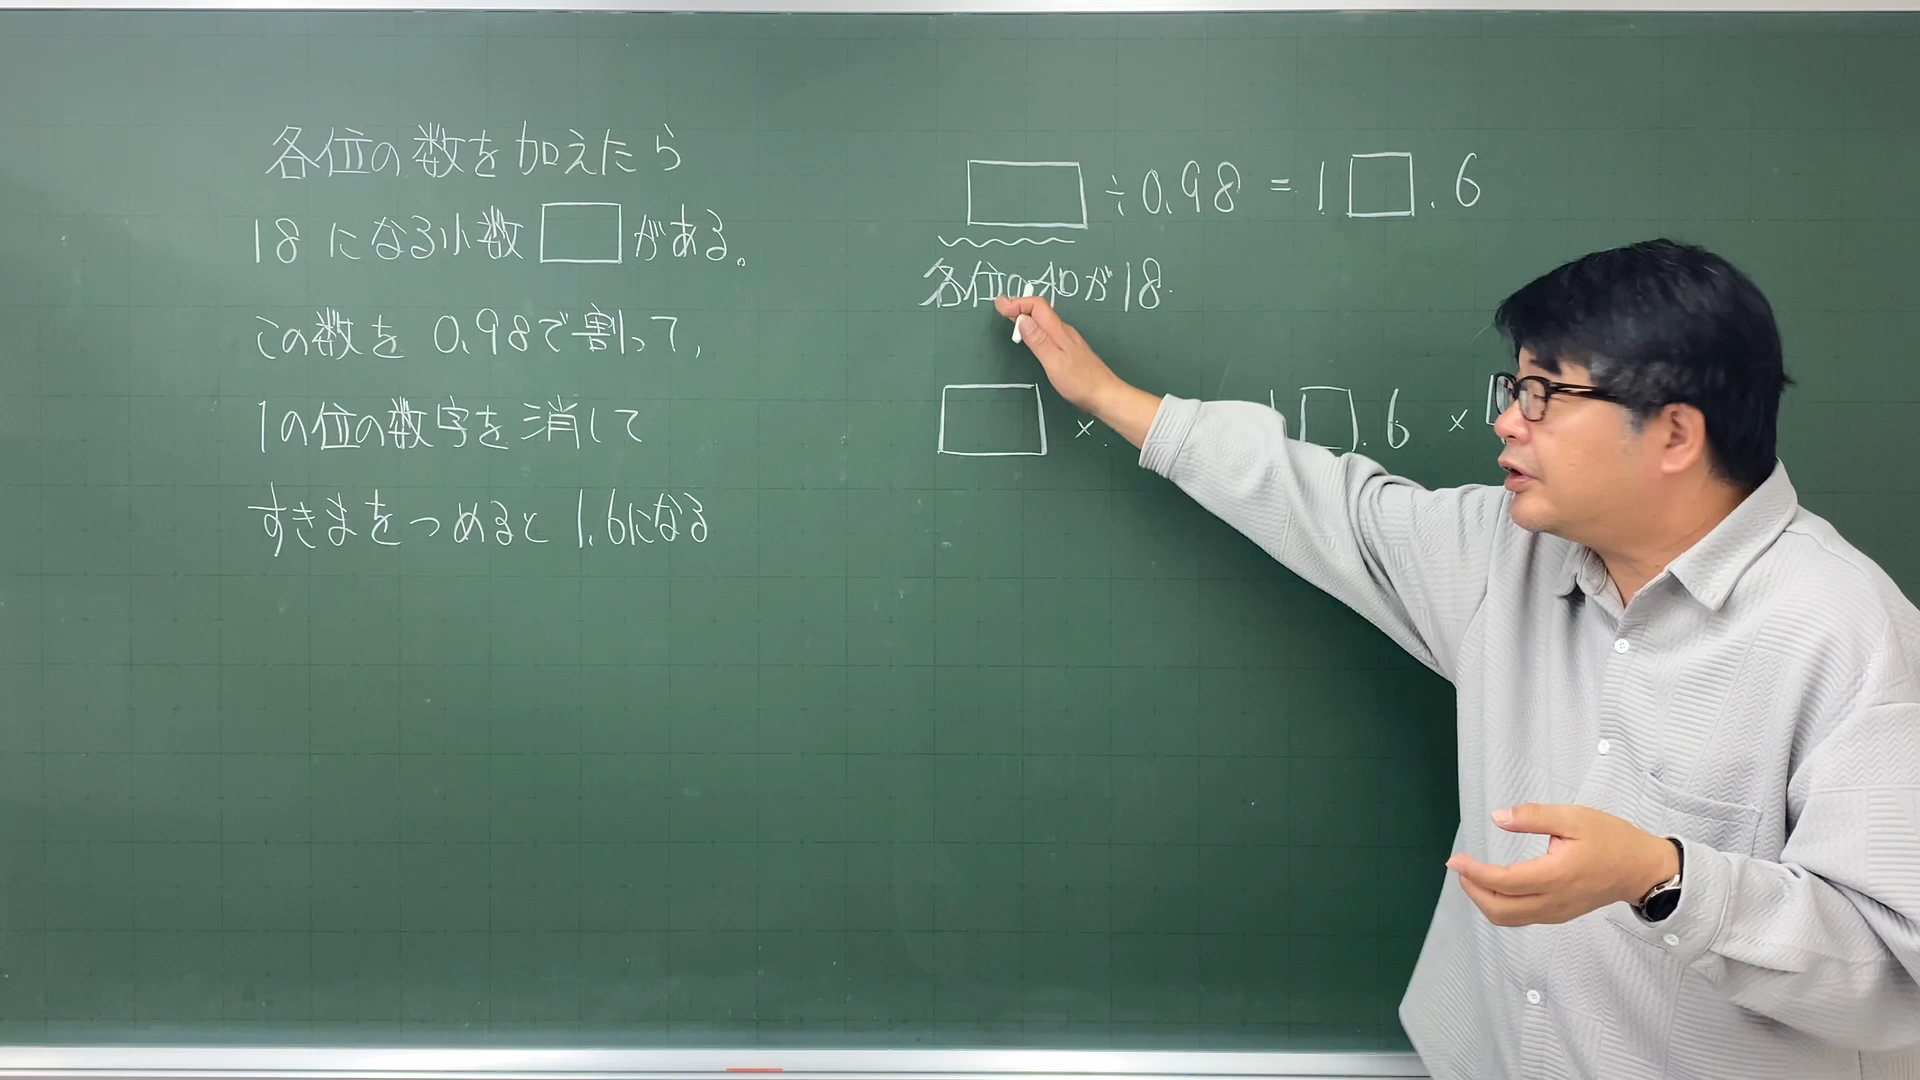 各位の数を加えたら
18になる小数□がある。
この数を0.98で割って,
1の位の数字を消して
すきまをつめると1.6になる
□÷0.98=1□.6
各位の和が18
□×
□.6×